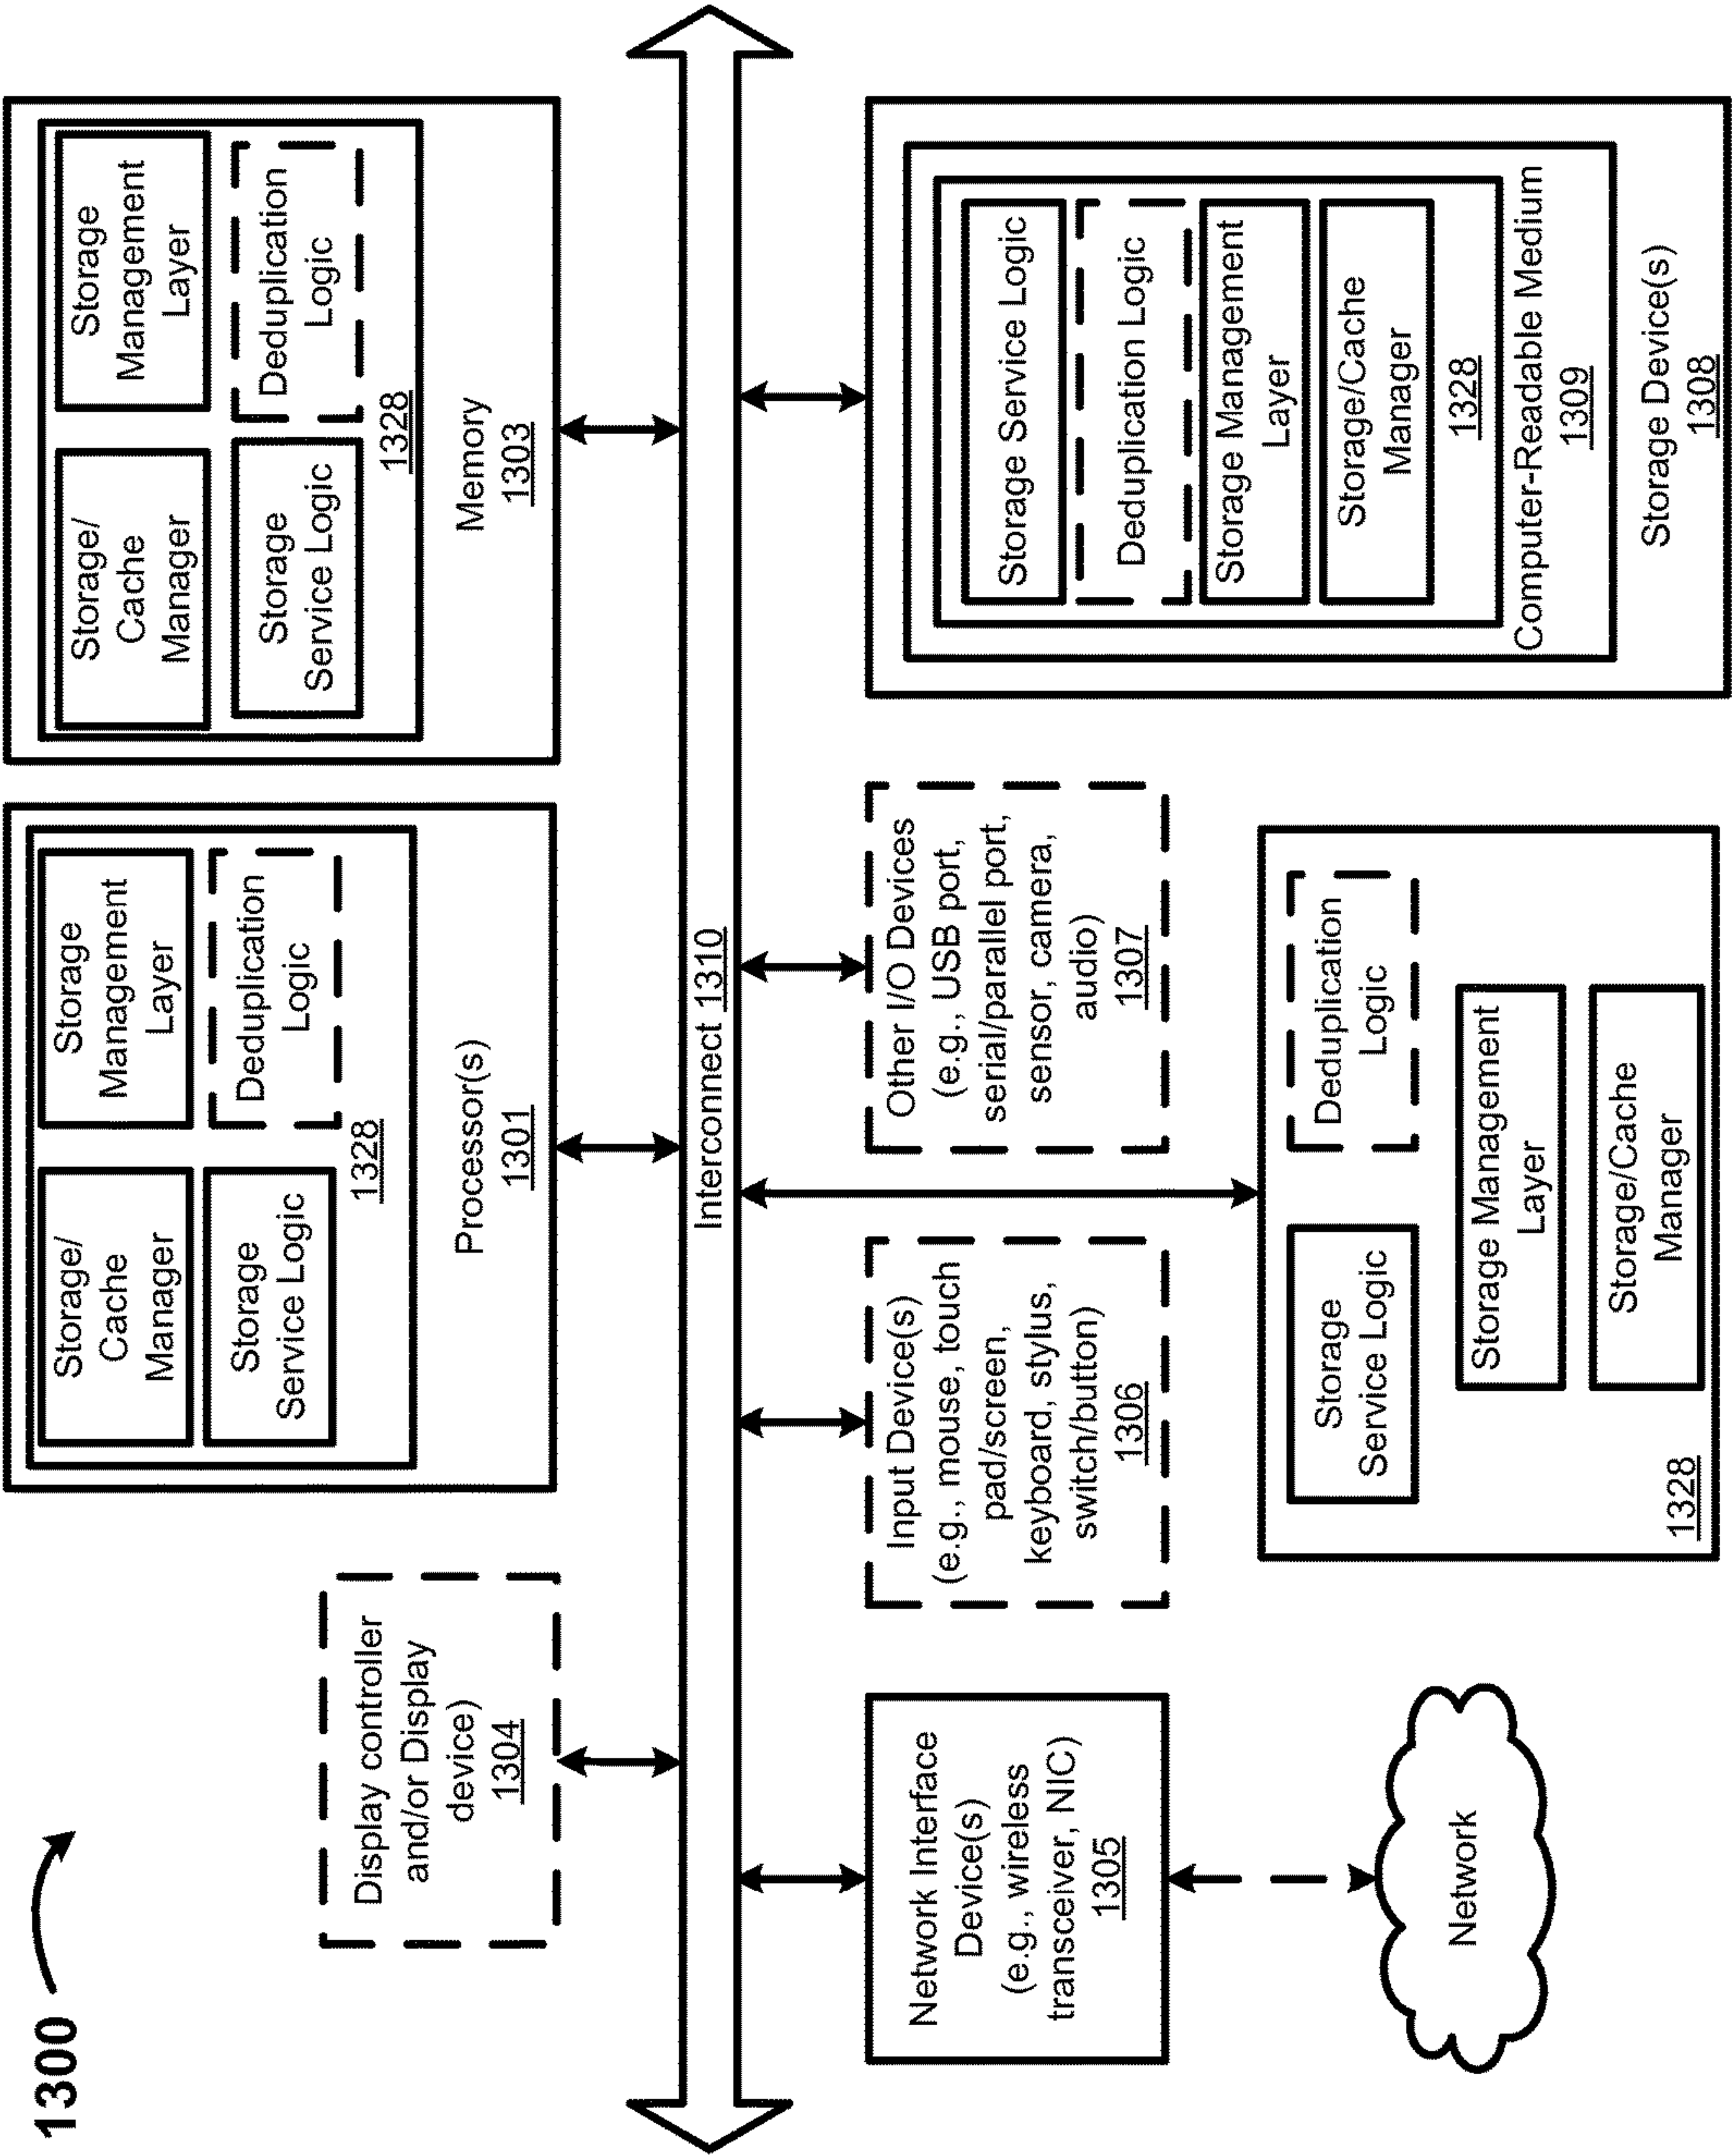 1300
Display controller
and/or Display
device)
1304
Storage/
Cache
Manager
Storage
Management
Layer
Storage
Service Logic
Deduplication
Logic
1328
Processor(s)
1301
Storage/
Cache
Manager
Storage
Management
Layer
Storage
Service Logic
Deduplication
Logic
1328
Memory
1303
Interconnect 1310
Network Interface
Device(s)
(e.g., wireless
transceiver, NIC)
1305
Input Device(s)
(e.g., mouse, touch
pad/screen,
keyboard, stylus,
switch/button)
1306
Other I/O Devices
(e.g., USB port,
serial/parallel port,
sensor, camera,
audio)
1307
Storage Service Logic
Deduplication Logic
Storage Management
Layer
Storage/Cache
Manager
1328
Computer-Readable Medium
1309
Storage Device(s)
1308
Network
Storage
Service Logic
Deduplication
Logic
Storage Management
Layer
Storage/Cache
Manager
1328